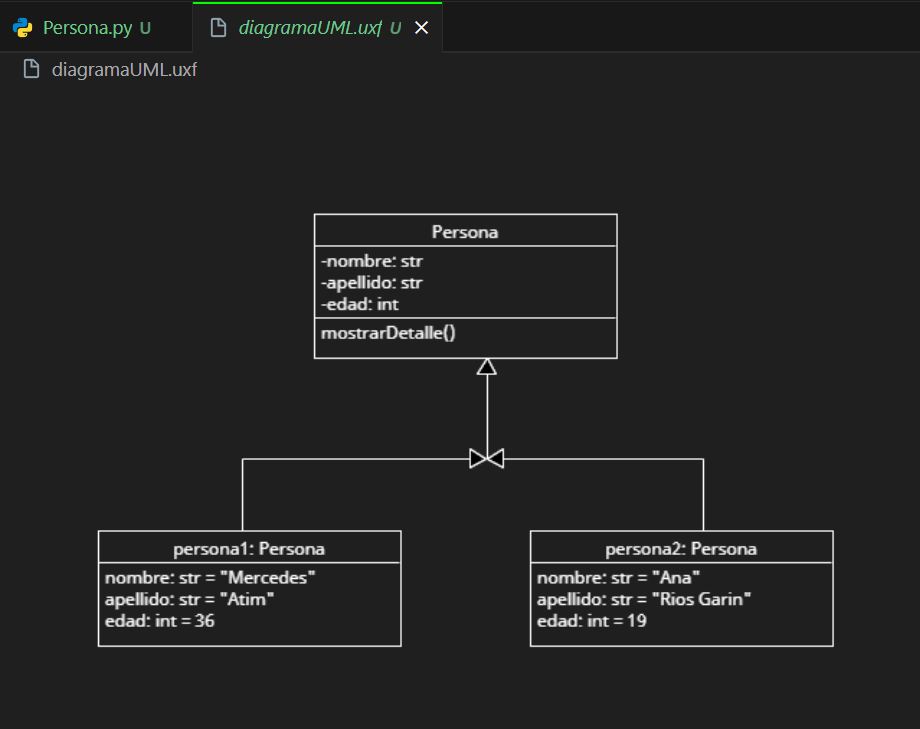 Persona.py U
diagramaUML.uxf U
diagramaUML.uxf
Persona
-nombre: str
-apellido: str
-edad: int
mostrarDetalle()
persona1: Persona
nombre: str = "Mercedes"
apellido: str = "Atim"
edad: int = 36
persona2: Persona
nombre: str = "Ana"
apellido: str = "Rios Garin"
edad: int = 19